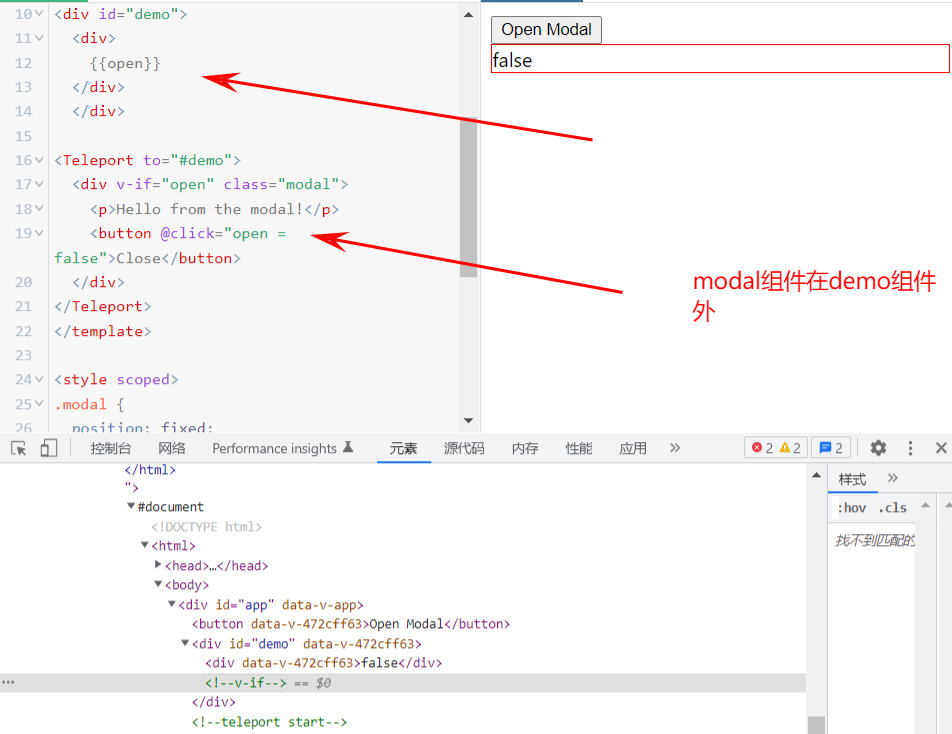 10 <div id="demo">
11 <div>
12 {{open}}
13 </div>
14 </div>
15
16 <Teleport to="#demo">
17 <div v-if="open" class="modal">
18 <p>Hello from the modal!</p>
19 <button @click="open =
false">Close</button>
20 </div>
21 </Teleport>
22 </template>
23
24 <style scoped>
25 .modal {
26 position: fixed;
Open Modal
false
modal组件在demo组件
外
控制台 网络 Performance insights 元素 源代码 内存 性能 应用 » 2 2 2
</html>
">
#document
<!DOCTYPE html>
<html>
<head>…</head>
<body>
<div id="app" data-v-app>
<button data-v-472cff63>Open Modal</button>
<div id="demo" data-v-472cff63>
<div data-v-472cff63>false</div>
... <!--v-if--> == $0
</div>
<!--teleport start-->
样式 »
:hov .cls
找不到匹配的